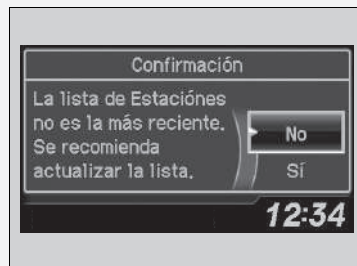 Confirmación
La lista de Estaciónes
no es la más reciente.
Se recomienda
actualizar la lista.
No
Sí
12:34